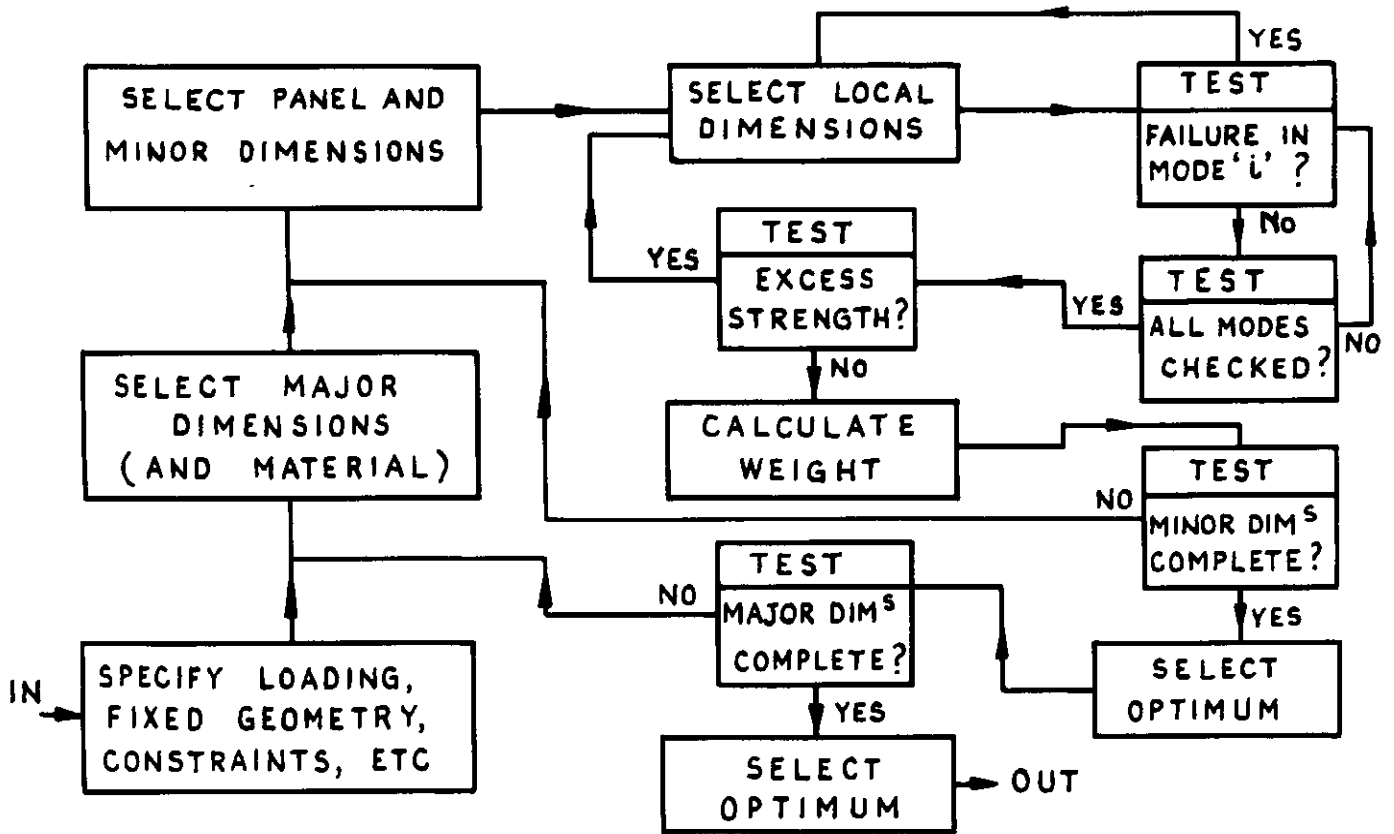 YES
SELECT PANEL AND
MINOR DIMENSIONS
SELECT LOCAL
DIMENSIONS
TEST
FAILURE IN
MODE 'i' ?
No
TEST
EXCESS
STRENGTH?
YES
NO
TEST
ALL MODES
CHECKED?
YES
NO
SELECT MAJOR
DIMENSIONS
(AND MATERIAL)
CALCULATE
WEIGHT
TEST
MINOR DIMS
COMPLETE?
NO
YES
TEST
MAJOR DIMS
COMPLETE?
NO
YES
IN
SPECIFY LOADING,
FIXED GEOMETRY,
CONSTRAINTS, ETC
SELECT
OPTIMUM
SELECT
OPTIMUM
OUT